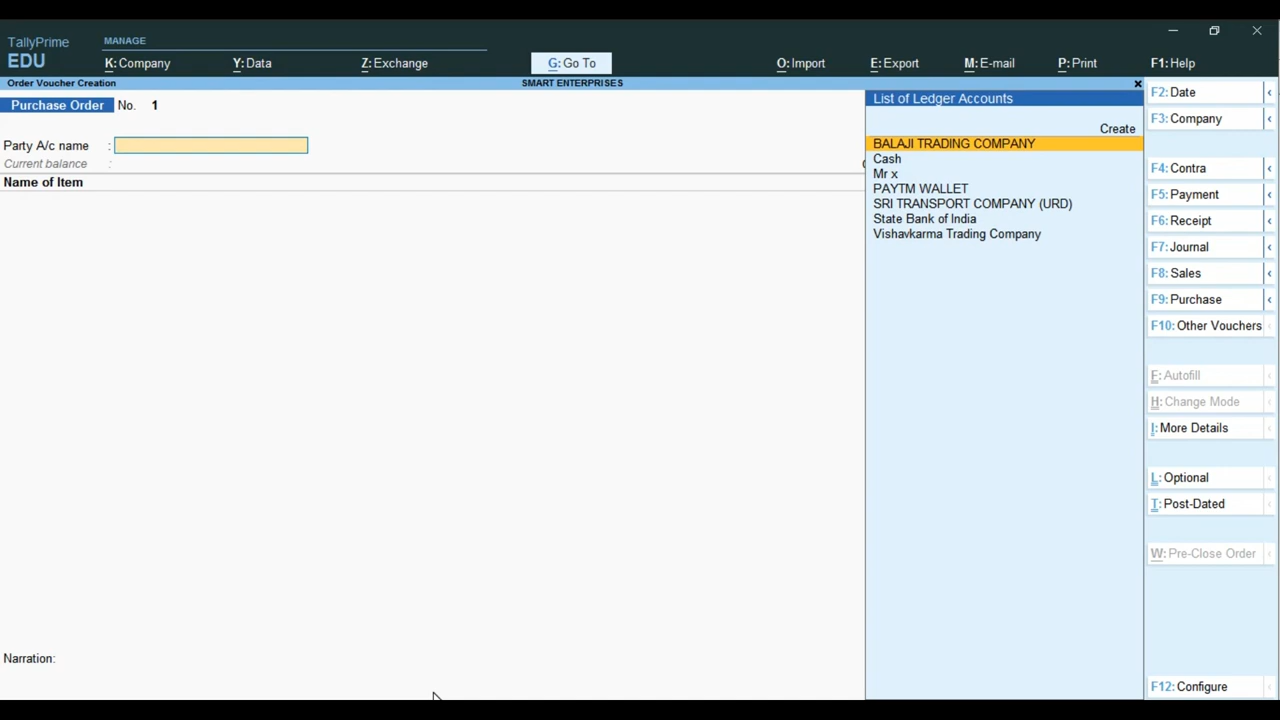 TallyPrime
EDU
MANAGE
K: Company
Y: Data
Z: Exchange
G: Go To
O: Import
E: Export
M: E-mail
P: Print
F1: Help
Order Voucher Creation
SMART ENTERPRISES
Purchase Order No. 1
Party A/c name :
Current balance :
Name of Item
Narration:
List of Ledger Accounts
Create
BALAJI TRADING COMPANY
Cash
Mr x
PAYTM WALLET
SRI TRANSPORT COMPANY (URD)
State Bank of India
Vishavkarma Trading Company
F2: Date
F3: Company
F4: Contra
F5: Payment
F6: Receipt
F7: Journal
F8: Sales
F9: Purchase
F10: Other Vouchers
F: Autofill
H: Change Mode
I: More Details
L: Optional
T: Post-Dated
W: Pre-Close Order
F12: Configure